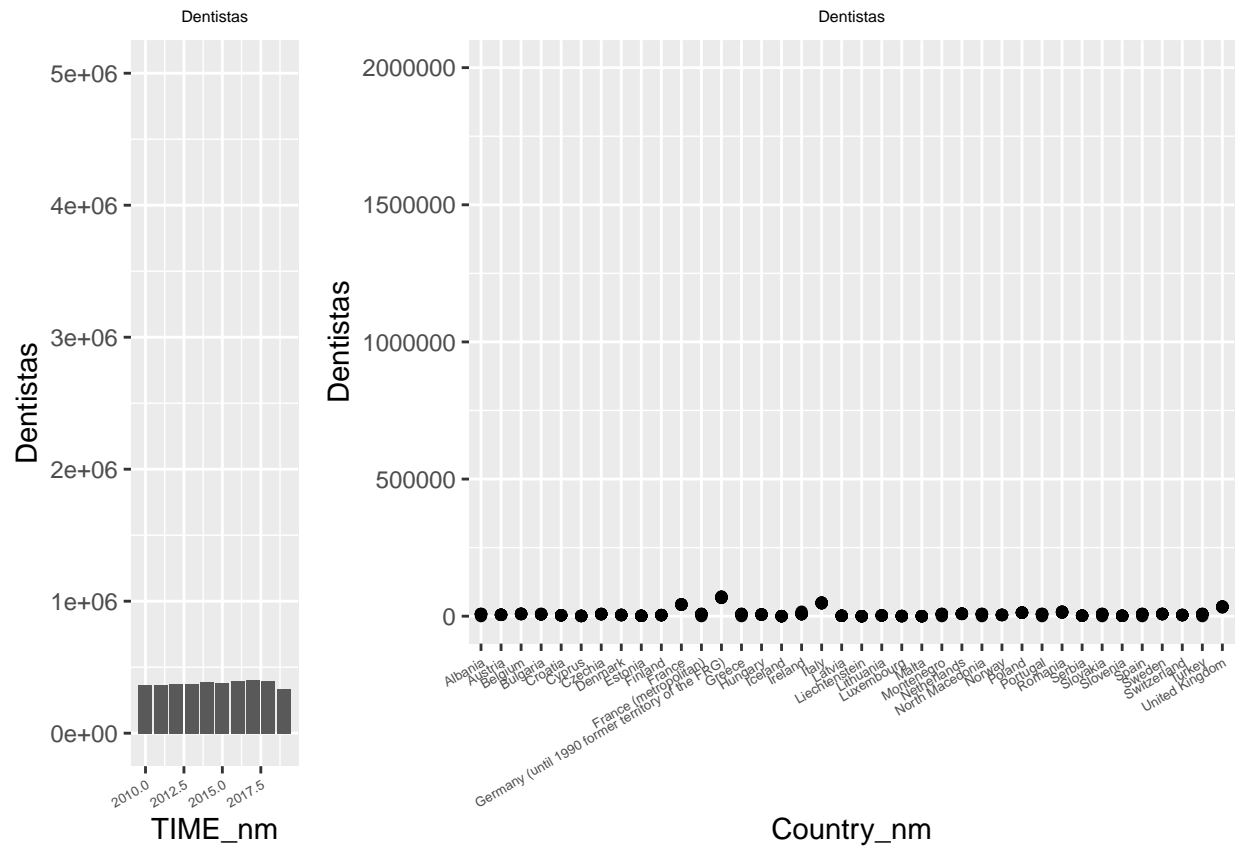 Dentistas
5e+06
4e+06
3e+06
2e+06
1e+06
0e+00
Dentistas
2010.0
2012.5
2015.0
2017.5
TIME_nm
Dentistas
2000000
1500000
1000000
500000
0
Dentistas
Albania
Austria
Belgium
Bulgaria
Croatia
Cyprus
Czechia
Denmark
Estonia
Finland
France
France (metropolitan)
Germany (until 1990 former territory of the FRG)
Greece
Hungary
Iceland
Ireland
Italy
Latvia
Liechtenstein
Lithuania
Luxembourg
Malta
Montenegro
Netherlands
North Macedonia
Norway
Poland
Portugal
Romania
Serbia
Slovakia
Slovenia
Spain
Sweden
Switzerland
Turkey
United Kingdom
Country_nm